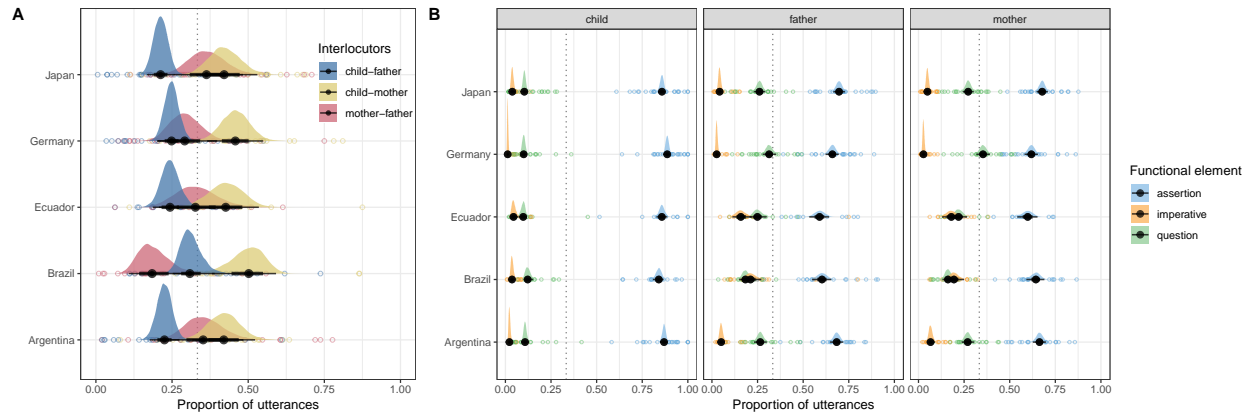 A
Japan
Germany
Ecuador
Brazil
Argentina
0.00 0.25 0.50 0.75 1.00
Proportion of utterances
Interlocutors
child−father
child−mother
mother−father
B
child father mother
Japan
Germany
Ecuador
Brazil
Argentina
0.00 0.25 0.50 0.75 1.00 0.00 0.25 0.50 0.75 1.00 0.00 0.25 0.50 0.75 1.00
Proportion of utterances
Functional element
assertion
imperative
question